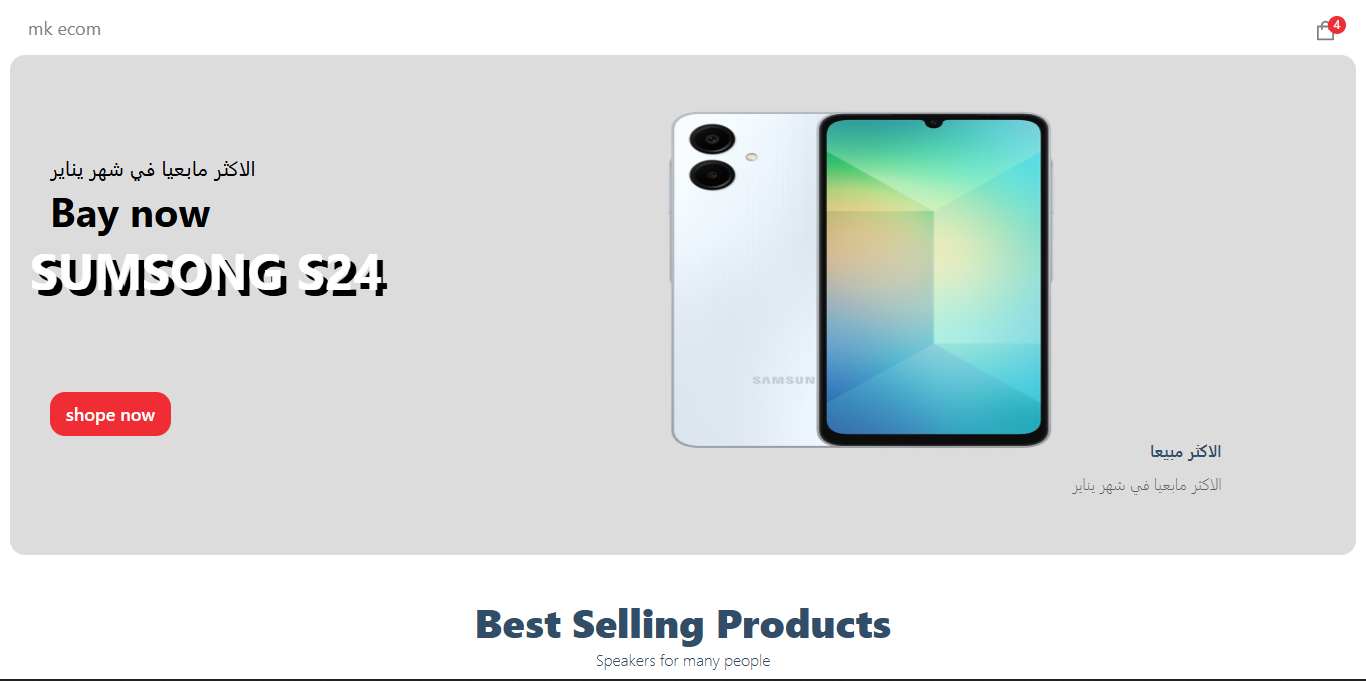 mk ecom
4
الاكثر مابعيا في شهر يناير
Bay now
SUMSONG S24
SAMSUN
shope now
الاكثر مبيعا
الاكثر مابعيا في شهر يناير
Best Selling Products
Speakers for many people